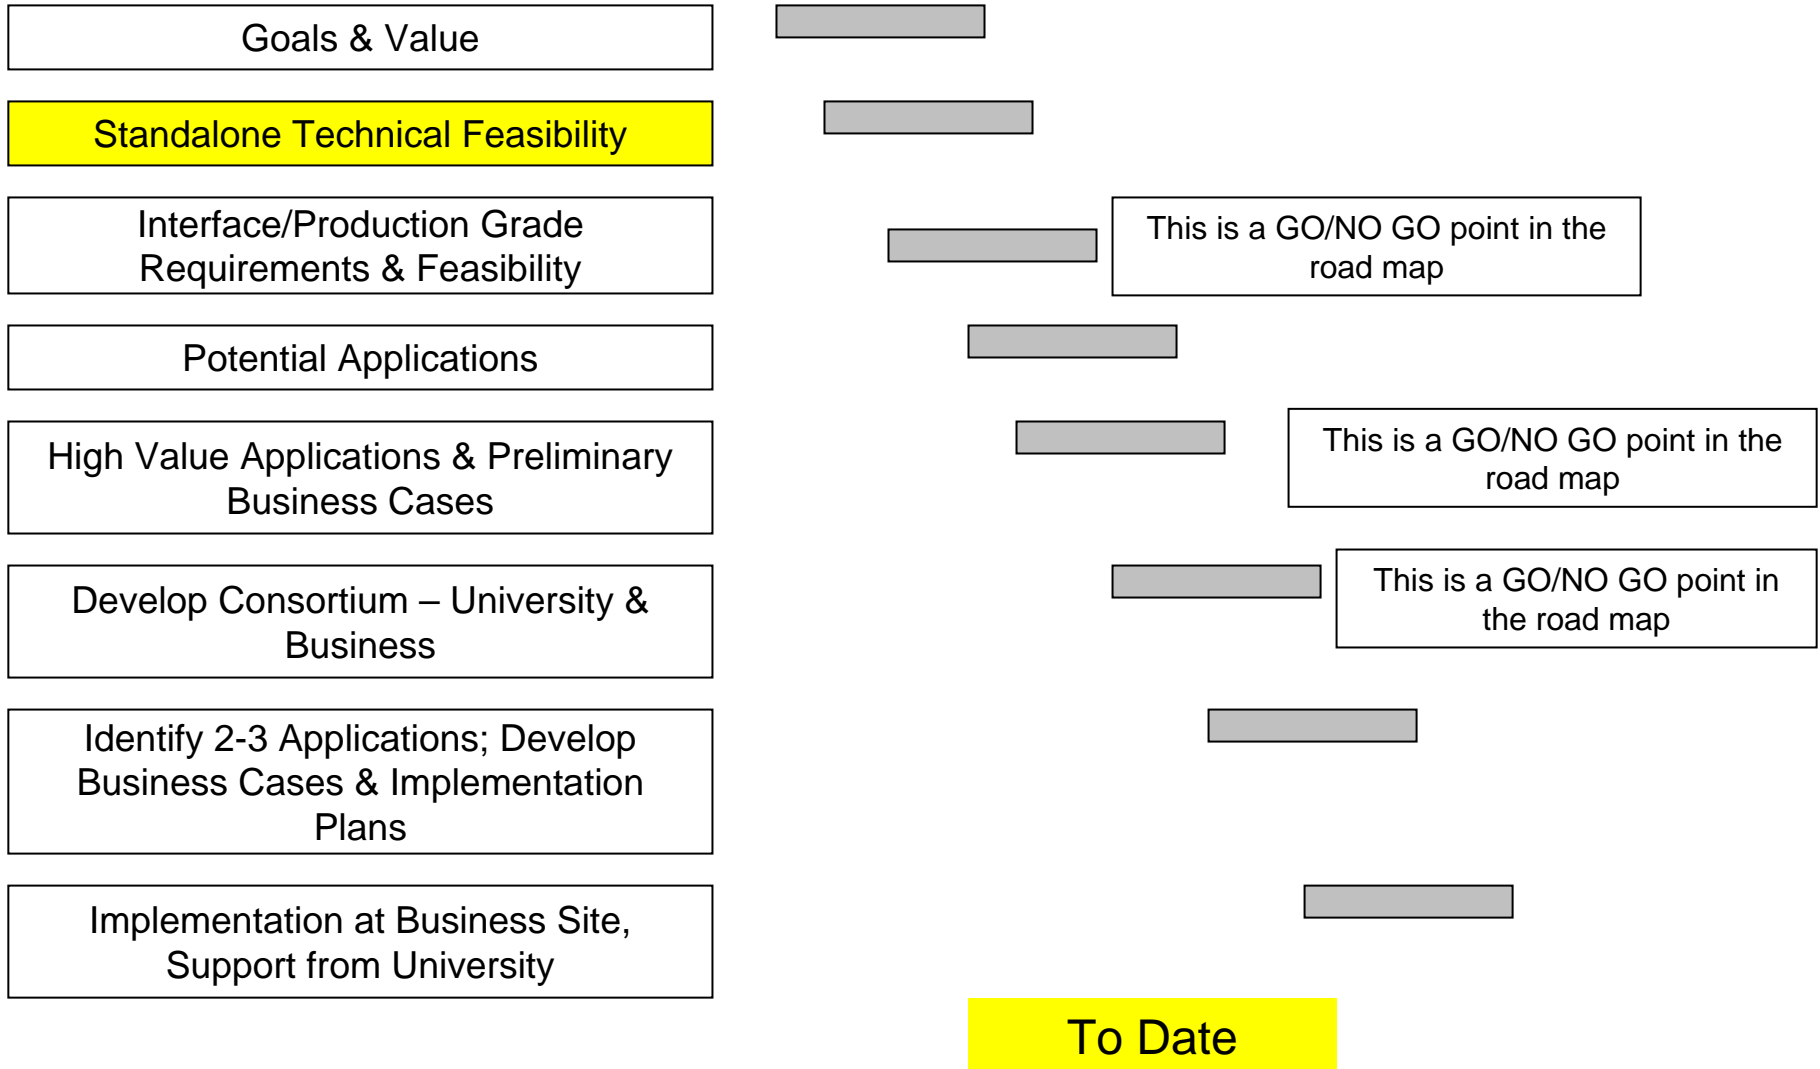 Goals & Value
Standalone Technical Feasibility
Interface/Production Grade
Requirements & Feasibility
This is a GO/NO GO point in the
road map
Potential Applications
High Value Applications & Preliminary
Business Cases
This is a GO/NO GO point in the
road map
Develop Consortium – University &
Business
This is a GO/NO GO point in
the road map
Identify 2-3 Applications; Develop
Business Cases & Implementation
Plans
Implementation at Business Site,
Support from University
To Date